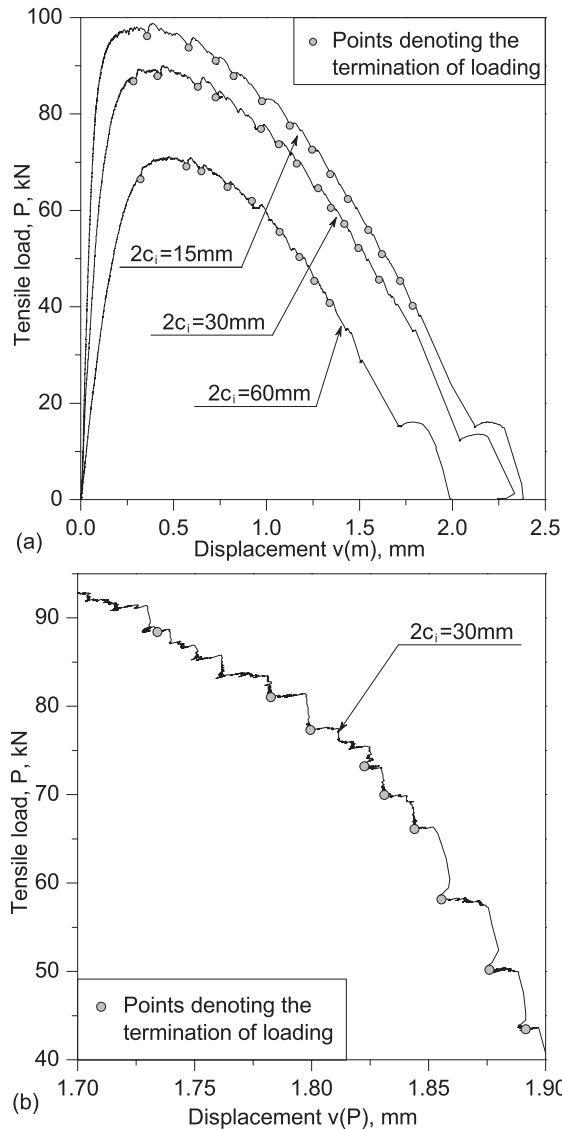 100
80
60
40
20
0
Tensile load, P, kN
Points denoting the
termination of loading
2cᵢ=15mm
2cᵢ=30mm
2cᵢ=60mm
0.0 0.5 1.0 1.5 2.0 2.5
(a)
Displacement v(m), mm
90
80
70
60
50
40
Tensile load, P, kN
2cᵢ=30mm
Points denoting the
termination of loading
1.70 1.75 1.80 1.85 1.90
(b)
Displacement v(P), mm